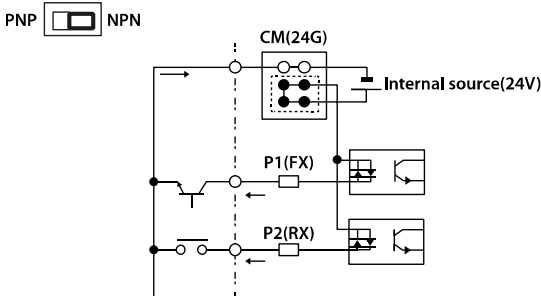 PNP NPN
CM(24G)
Internal source(24V)
P1(FX)
P2(RX)